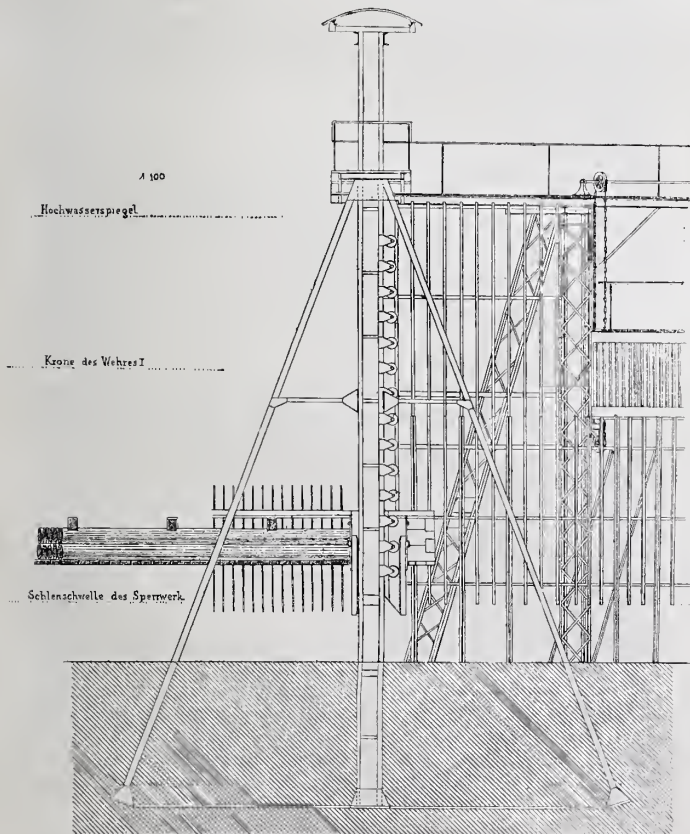 1 100
Hochwasserspiegel
Krone des Wehres I
Schlenschwelle des Sperrwerk